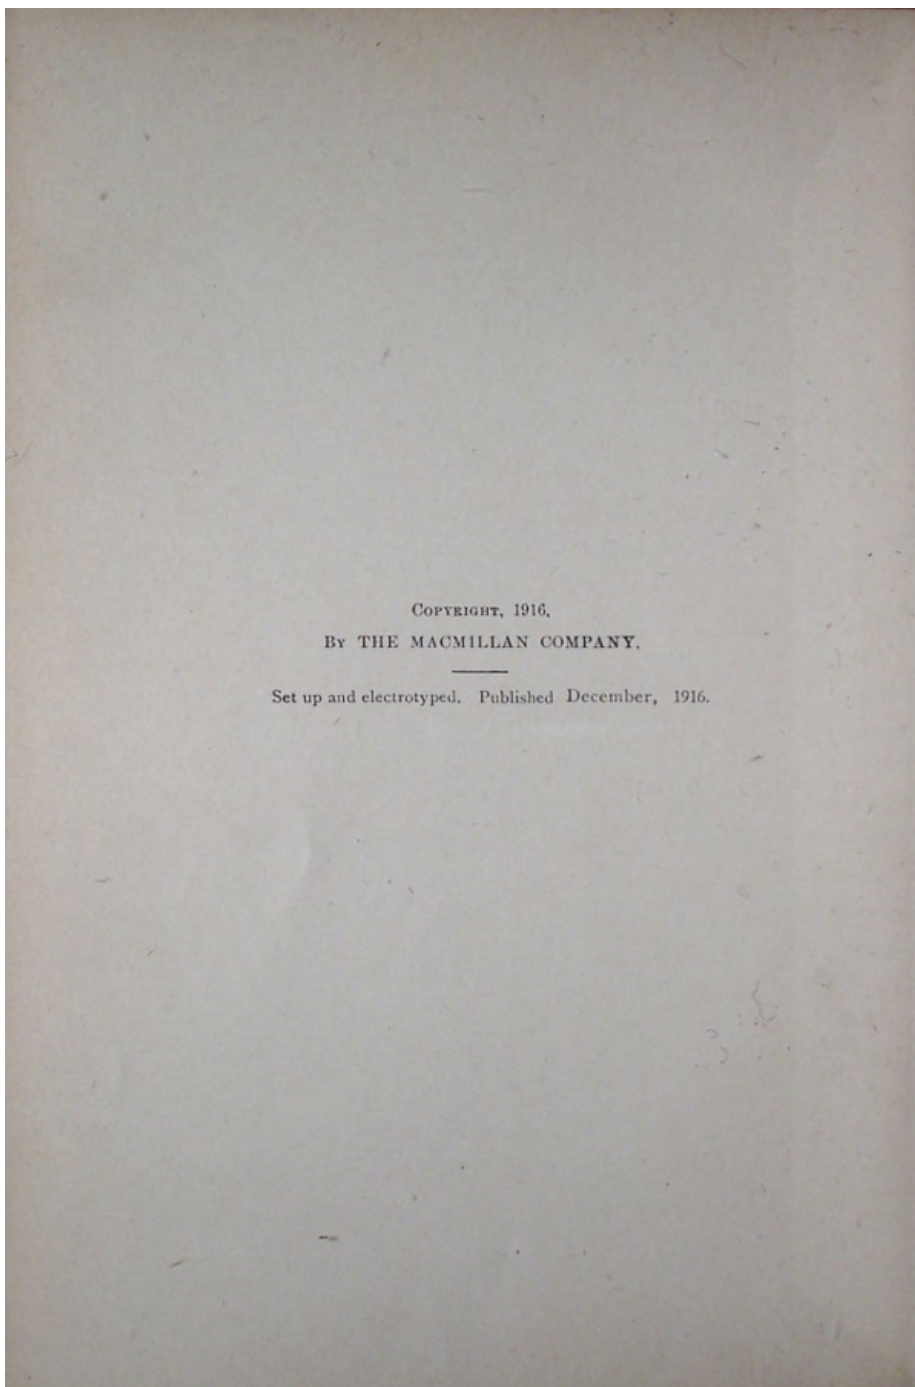 COPYRIGHT, 1916,
BY THE MACMILLAN COMPANY.
Set up and electrotyped. Published December, 1916.